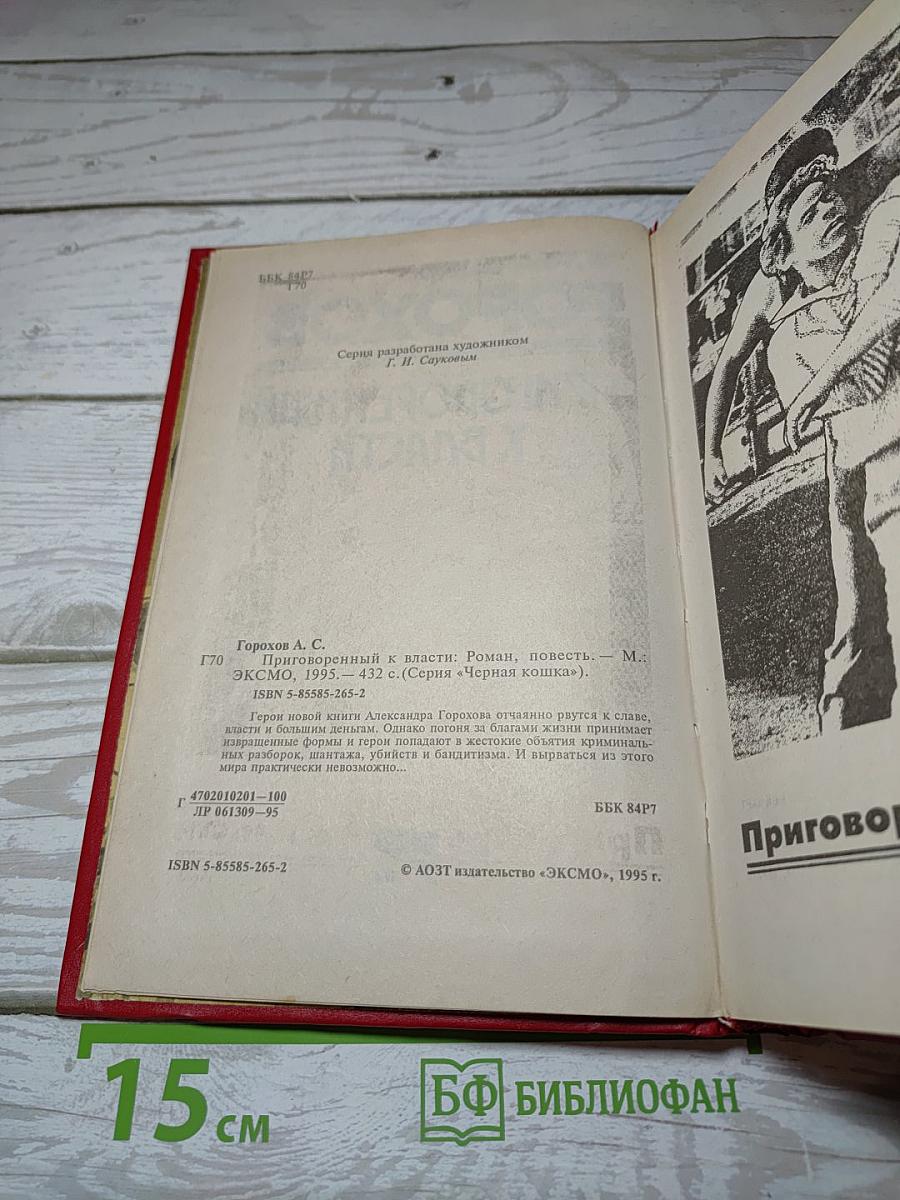 ББК 84Р7
Г70
Серия разработана художником
Г. И. Сауковым
Горохов А. С.
Г70 Приговоренный к власти: Роман, повесть. — М.:
ЭКСМО, 1995. — 432 с. (Серия «Черная кошка»).
ISBN 5-85585-265-2
Герои новой книги Александра Горохова отчаянно рвутся к славе,
власти и большим деньгам. Однако погоня за благами жизни принимает
извращенные формы и герои попадают в жестокие объятия криминаль-
ных разборок, шантажа, убийств и бандитизма. И вырваться из этого
мира практически невозможно...
Г 4702010201—100
ЛР 061309—95
ББК 84Р7
ISBN 5-85585-265-2
© АОЗТ издательство «ЭКСМО», 1995 г.
Приговор
15 см
БФ БИБЛИОФАН